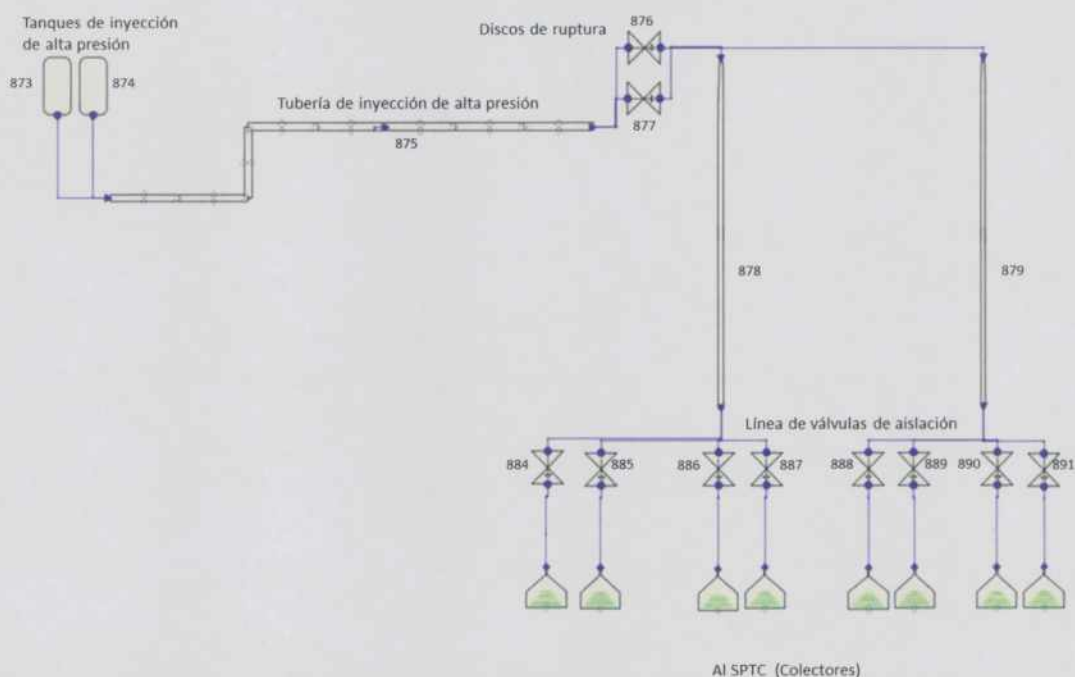 Tanques de inyección
de alta presión
873
874
Discos de ruptura
876
877
Tubería de inyección de alta presión
875
878
879
Línea de válvulas de aislación
884
885
886
887
888
889
890
891
Al SPTC (Colectores)